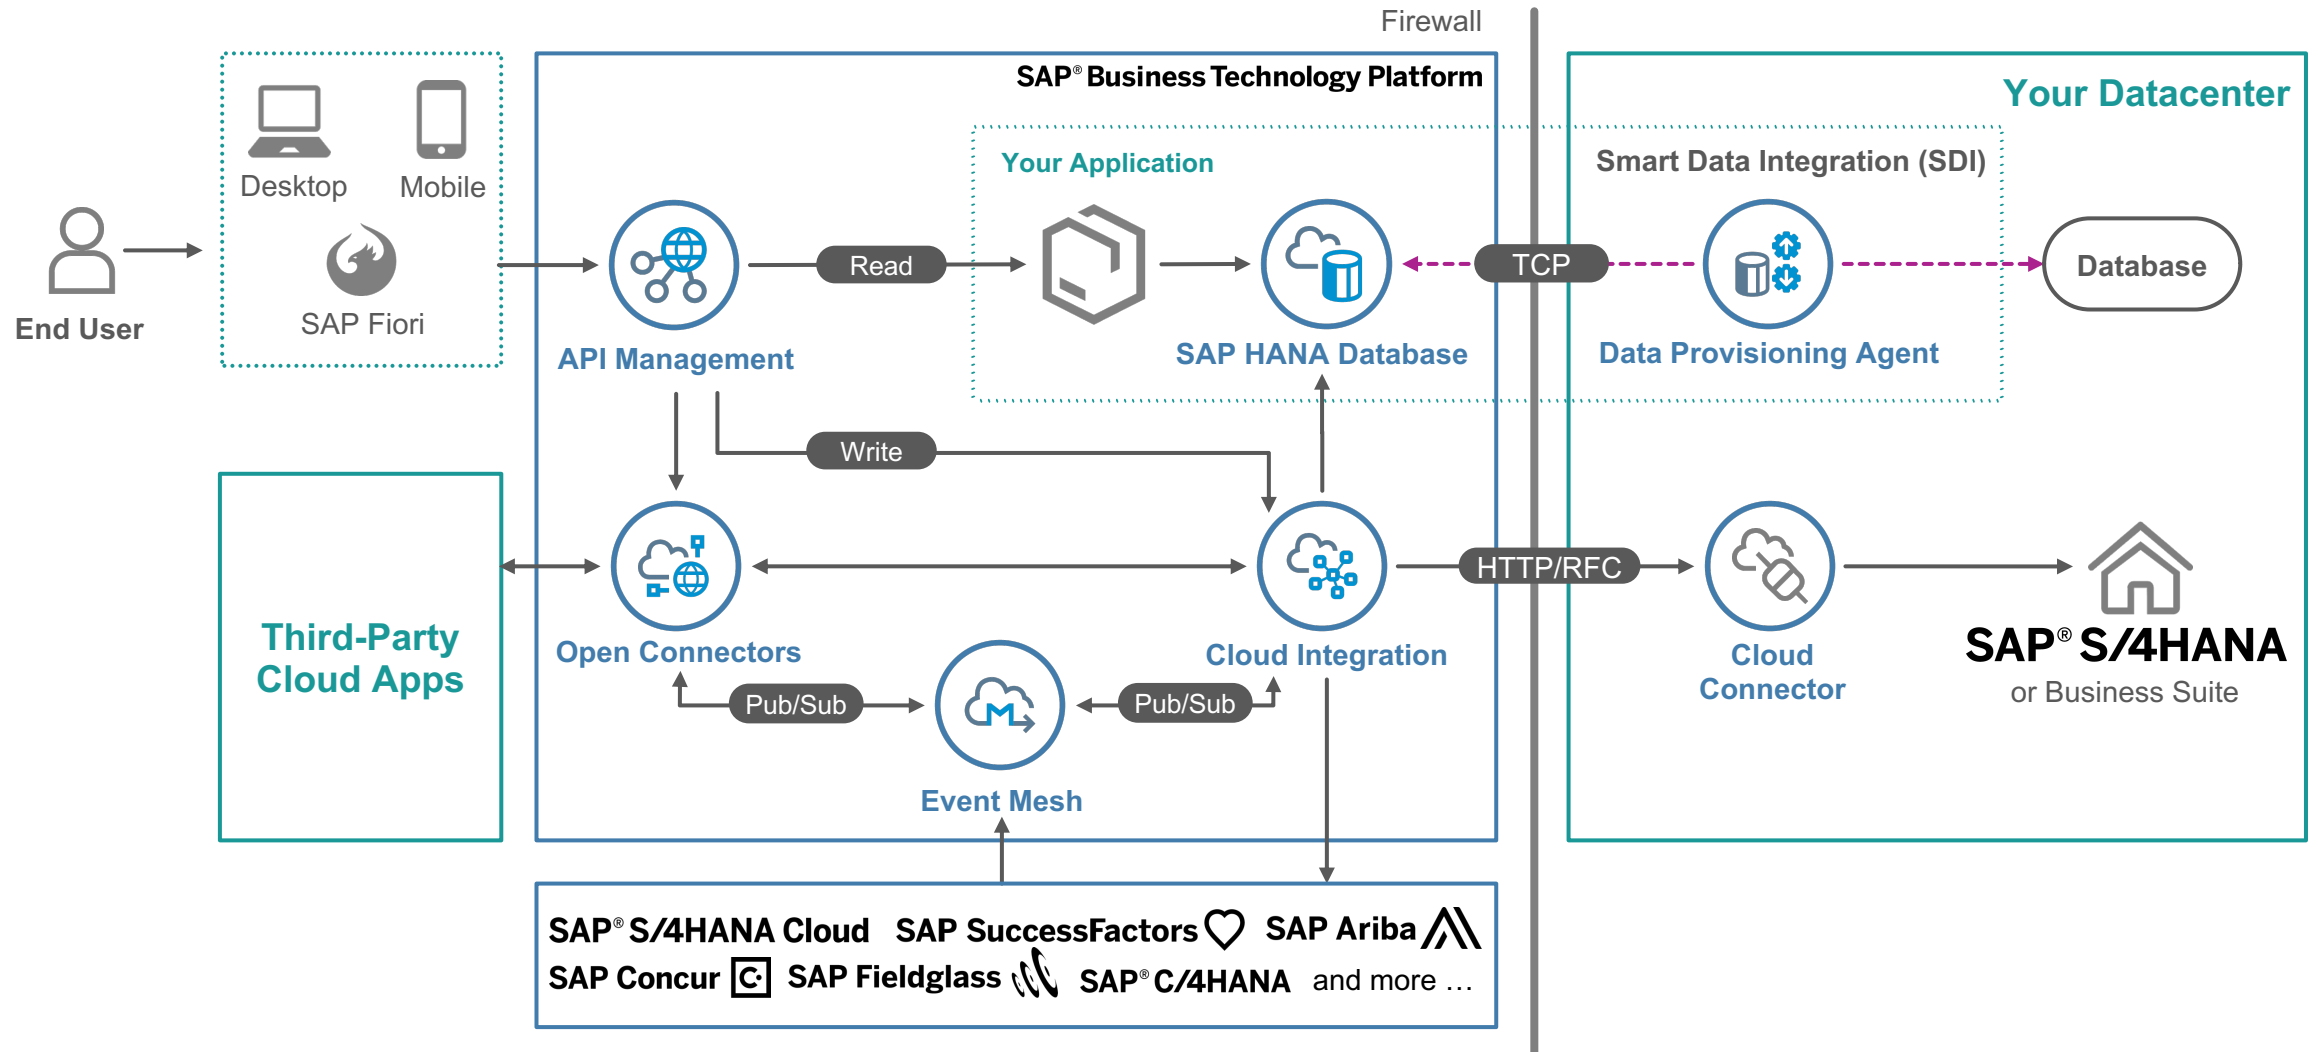 Firewall
SAP® Business Technology Platform
Your Datacenter
Desktop
Mobile
SAP Fiori
End User
Your Application
Smart Data Integration (SDI)
Read
TCP
Database
API Management
SAP HANA Database
Data Provisioning Agent
Write
HTTP/RFC
Third-Party
Cloud Apps
Open Connectors
Cloud Integration
Cloud
Connector
SAP® S/4HANA
or Business Suite
Pub/Sub
Pub/Sub
Event Mesh
SAP® S/4HANA Cloud
SAP SuccessFactors
SAP Ariba
SAP Concur
SAP Fieldglass
SAP® C/4HANA
and more …